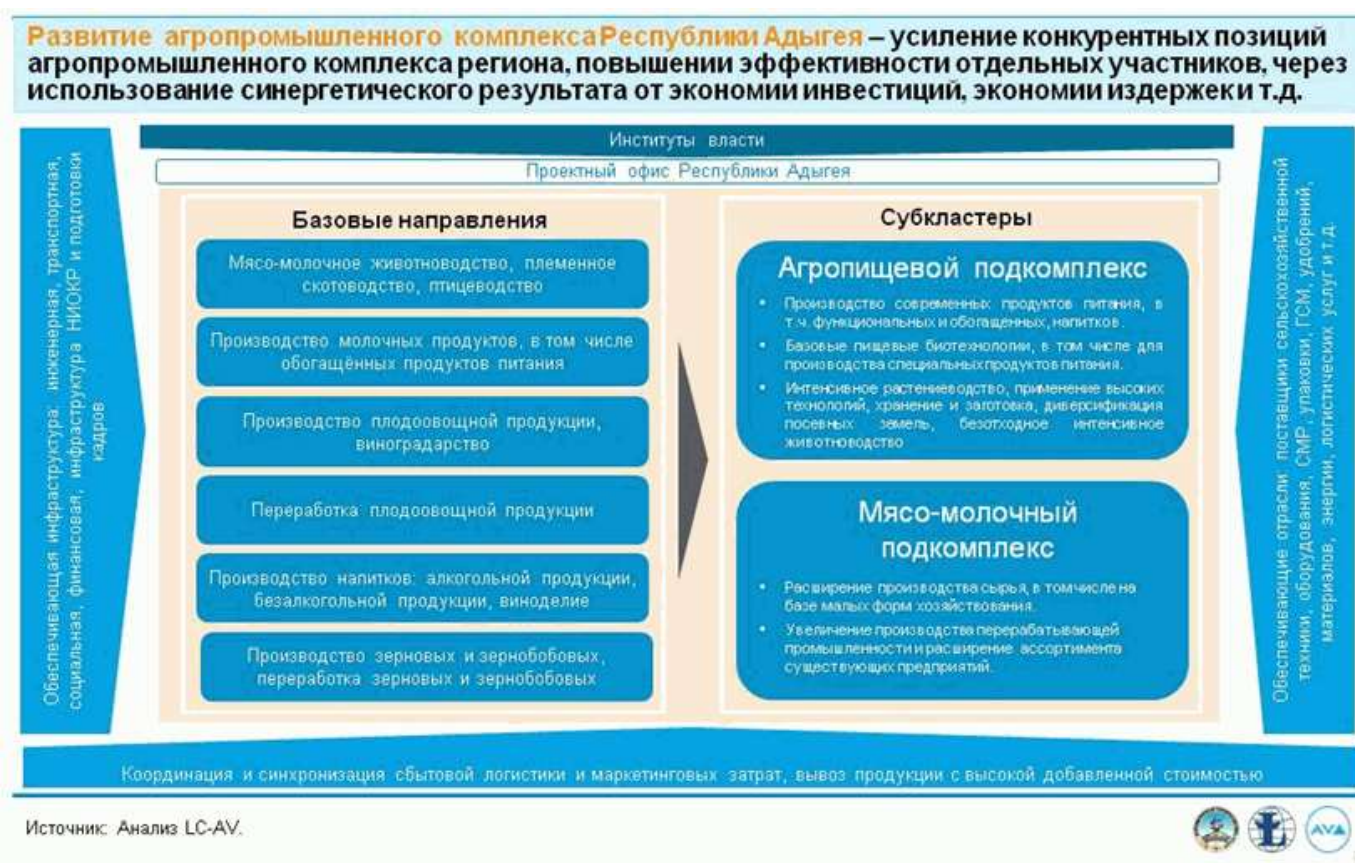 Развитие агропромышленного комплекса Республики Адыгея – усиление конкурентных позиций
агропромышленного комплекса региона, повышении эффективности отдельных участников, через
использование синергетического результата от экономии инвестиций, экономии издержек и т.д.
Институты власти
Проектный офис Республики Адыгея
Обеспечивающая инфраструктура: инженерная, транспортная,
социальная, финансовая, инфраструктура НИОКР и подготовки
кадров
Базовые направления
Мясо-молочное животноводство, племенное
скотоводство, птицеводство
Производство молочных продуктов, в том числе
обогащённых продуктов питания
Производство плодоовощной продукции,
виноградарство
Переработка плодоовощной продукции
Производство напитков: алкогольной продукции,
безалкогольной продукции, виноделие
Производство зерновых и зернобобовых,
переработка зерновых и зернобобовых
Субкластеры
Агропищевой подкомплекс
• Производство современных продуктов питания, в
т.ч. функциональных и обогащенных, напитков.
• Базовые пищевые биотехнологии, в том числе для
производства специальных продуктов питания.
• Интенсивное растениеводство, применение высоких
технологий, хранение и заготовка, диверсификация
посевных земель, безотходное интенсивное
животноводство
Мясо-молочный
подкомплекс
• Расширение производства сырья, в том числе на
базе малых форм хозяйствования.
• Увеличение производства перерабатывающей
промышленности и расширение ассортимента
существующих предприятий.
Обеспечивающие отрасли: поставщики сельскохозяйственной
техники, оборудования, СМР, упаковки, ГСМ, удобрений,
материалов, энергии, логистических услуг и т.д.
Координация и синхронизация сбытовой логистики и маркетинговых затрат, вывоз продукции с высокой добавленной стоимостью
Источник: Анализ LC-AV.
AVA